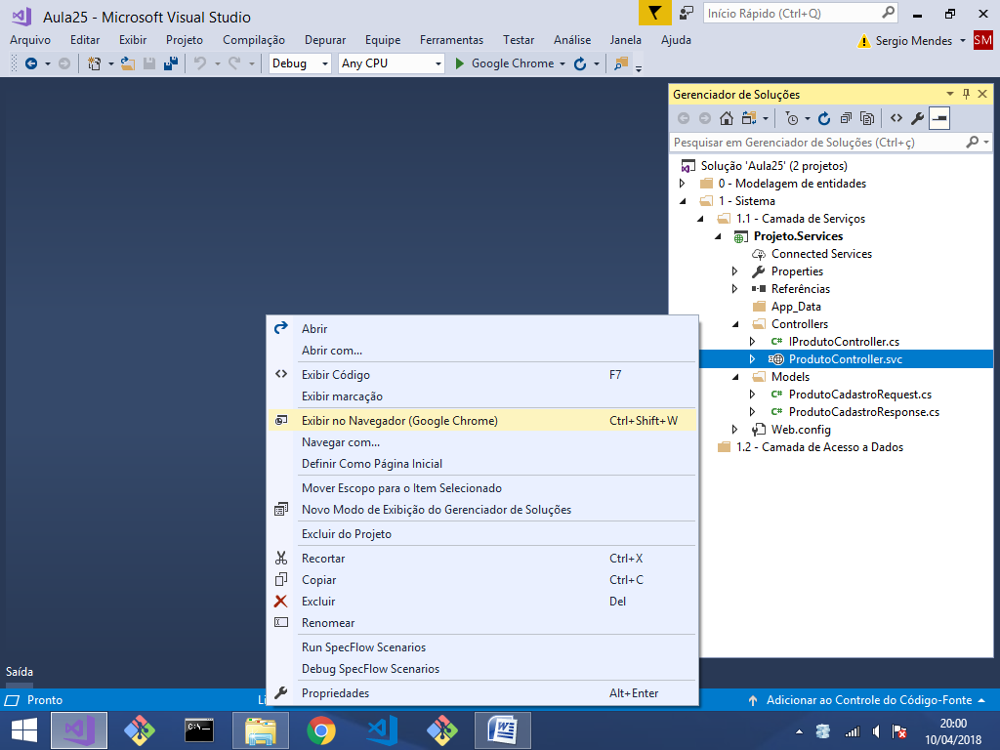 Aula25 - Microsoft Visual Studio
Início Rápido (Ctrl+Q)
Arquivo Editar Exibir Projeto Compilação Depurar Equipe Ferramentas Testar Análise Janela Ajuda
Sergio Mendes SM
Debug Any CPU Google Chrome
Gerenciador de Soluções
Pesquisar em Gerenciador de Soluções (Ctrl+ç)
Solução 'Aula25' (2 projetos)
0 - Modelagem de entidades
1 - Sistema
1.1 - Camada de Serviços
Projeto.Services
Connected Services
Properties
Referências
App_Data
Controllers
C# IProdutoController.cs
ProdutoController.svc
Models
C# ProdutoCadastroRequest.cs
C# ProdutoCadastroResponse.cs
Web.config
1.2 - Camada de Acesso a Dados
Abrir
Abrir com...
Exibir Código F7
Exibir marcação
Exibir no Navegador (Google Chrome) Ctrl+Shift+W
Navegar com...
Definir Como Página Inicial
Mover Escopo para o Item Selecionado
Novo Modo de Exibição do Gerenciador de Soluções
Excluir do Projeto
Recortar Ctrl+X
Copiar Ctrl+C
Excluir Del
Renomear
Run SpecFlow Scenarios
Debug SpecFlow Scenarios
Propriedades Alt+Enter
Saída
Pronto
Li
Adicionar ao Controle do Código-Fonte
C:\_
20:00
10/04/2018